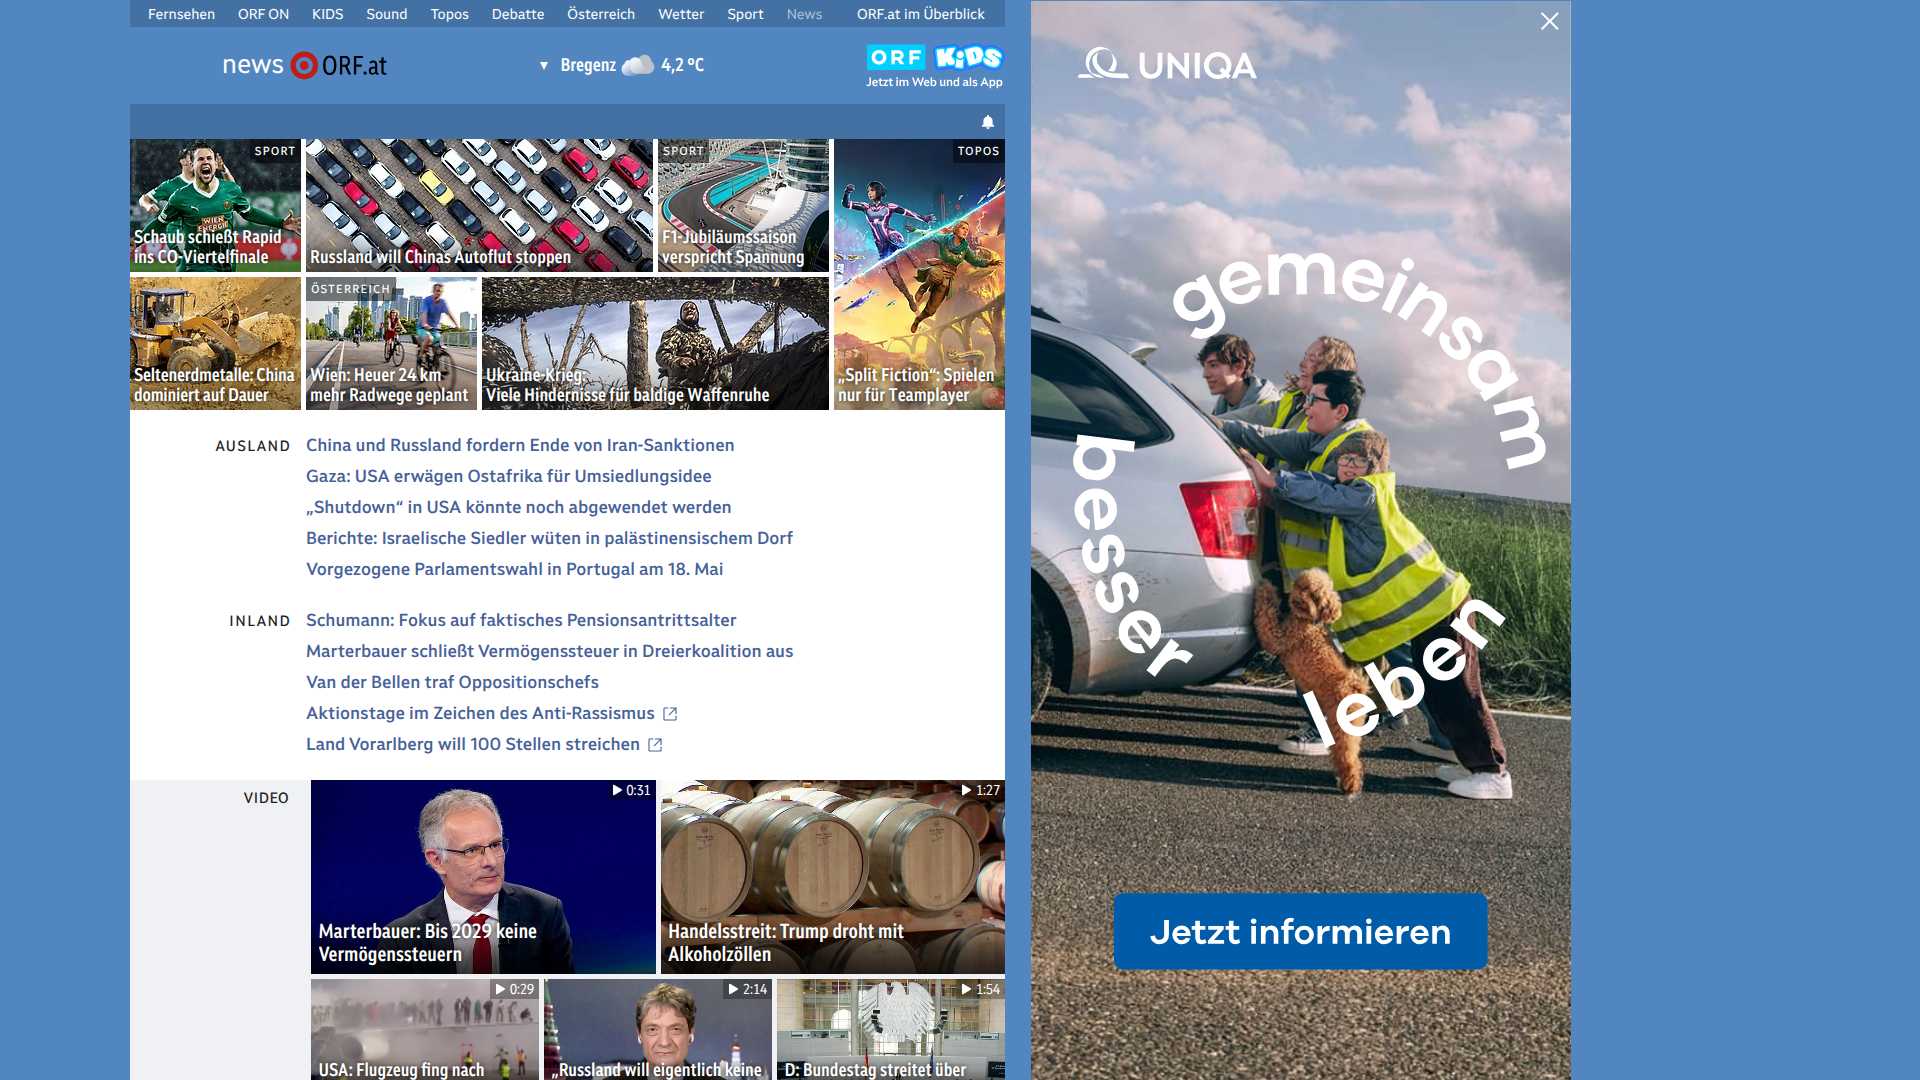 Fernsehen ORF ON KIDS Sound Topos Debatte Österreich Wetter Sport News ORF.at im Überblick
news ORF.at
Bregenz 4,2 °C
ORF KiDS
Jetzt im Web und als App
SPORT
Schaub schießt Rapid
ins CO-Viertelfinale
Russland will Chinas Autoflut stoppen
SPORT
F1-Jubiläumssaison
verspricht Spannung
TOPOS
„Split Fiction“: Spielen
nur für Teamplayer
Seltenerdmetalle: China
dominiert auf Dauer
ÖSTERREICH
Wien: Heuer 24 km
mehr Radwege geplant
Ukraine-Krieg:
Viele Hindernisse für baldige Waffenruhe
AUSLAND
China und Russland fordern Ende von Iran-Sanktionen
Gaza: USA erwägen Ostafrika für Umsiedlungsidee
„Shutdown“ in USA könnte noch abgewendet werden
Berichte: Israelische Siedler wüten in palästinensischem Dorf
Vorgezogene Parlamentswahl in Portugal am 18. Mai
INLAND
Schumann: Fokus auf faktisches Pensionsantrittsalter
Marterbauer schließt Vermögenssteuer in Dreierkoalition aus
Van der Bellen traf Oppositionschefs
Aktionstage im Zeichen des Anti-Rassismus
Land Vorarlberg will 100 Stellen streichen
VIDEO
0:31
Marterbauer: Bis 2029 keine
Vermögenssteuern
1:27
Handelsstreit: Trump droht mit
Alkoholzöllen
0:29
USA: Flugzeug fing nach
2:14
„Russland will eigentlich keine
1:54
D: Bundestag streitet über
UNIQA
gemeinsam
besser
leben
Jetzt informieren
WIEN
ENERGIE